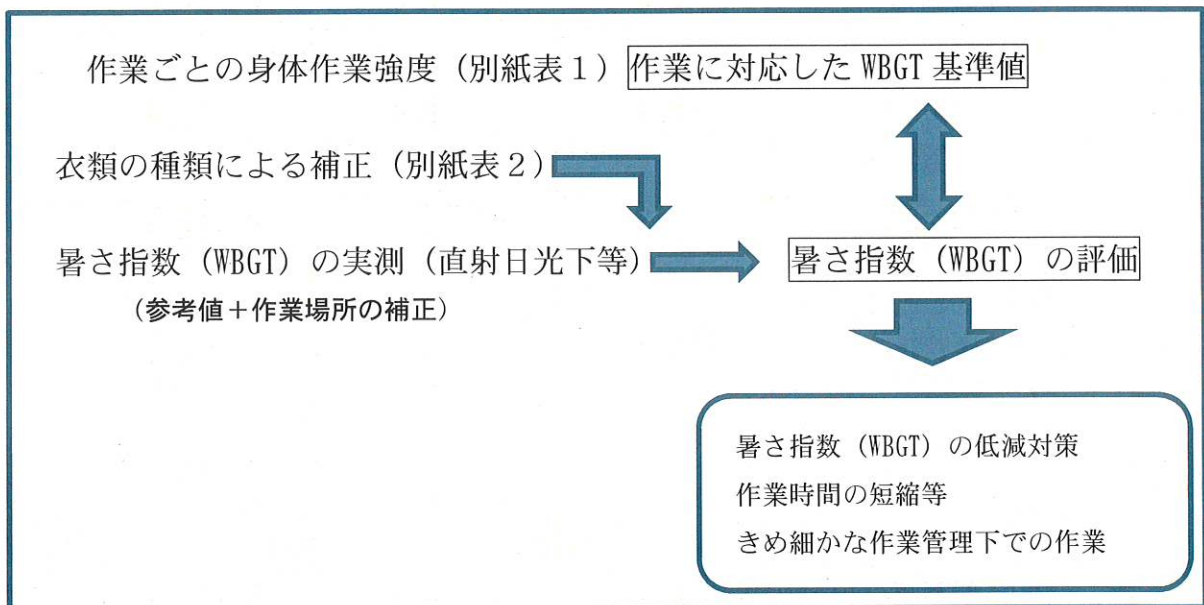 作業ごとの身体作業強度（別紙表１）作業に対応した WBGT 基準値
衣類の種類による補正（別紙表２）
暑さ指数（WBGT）の実測（直射日光下等） 暑さ指数（WBGT）の評価
（参考値＋作業場所の補正）
暑さ指数（WBGT）の低減対策
作業時間の短縮等
きめ細かな作業管理下での作業